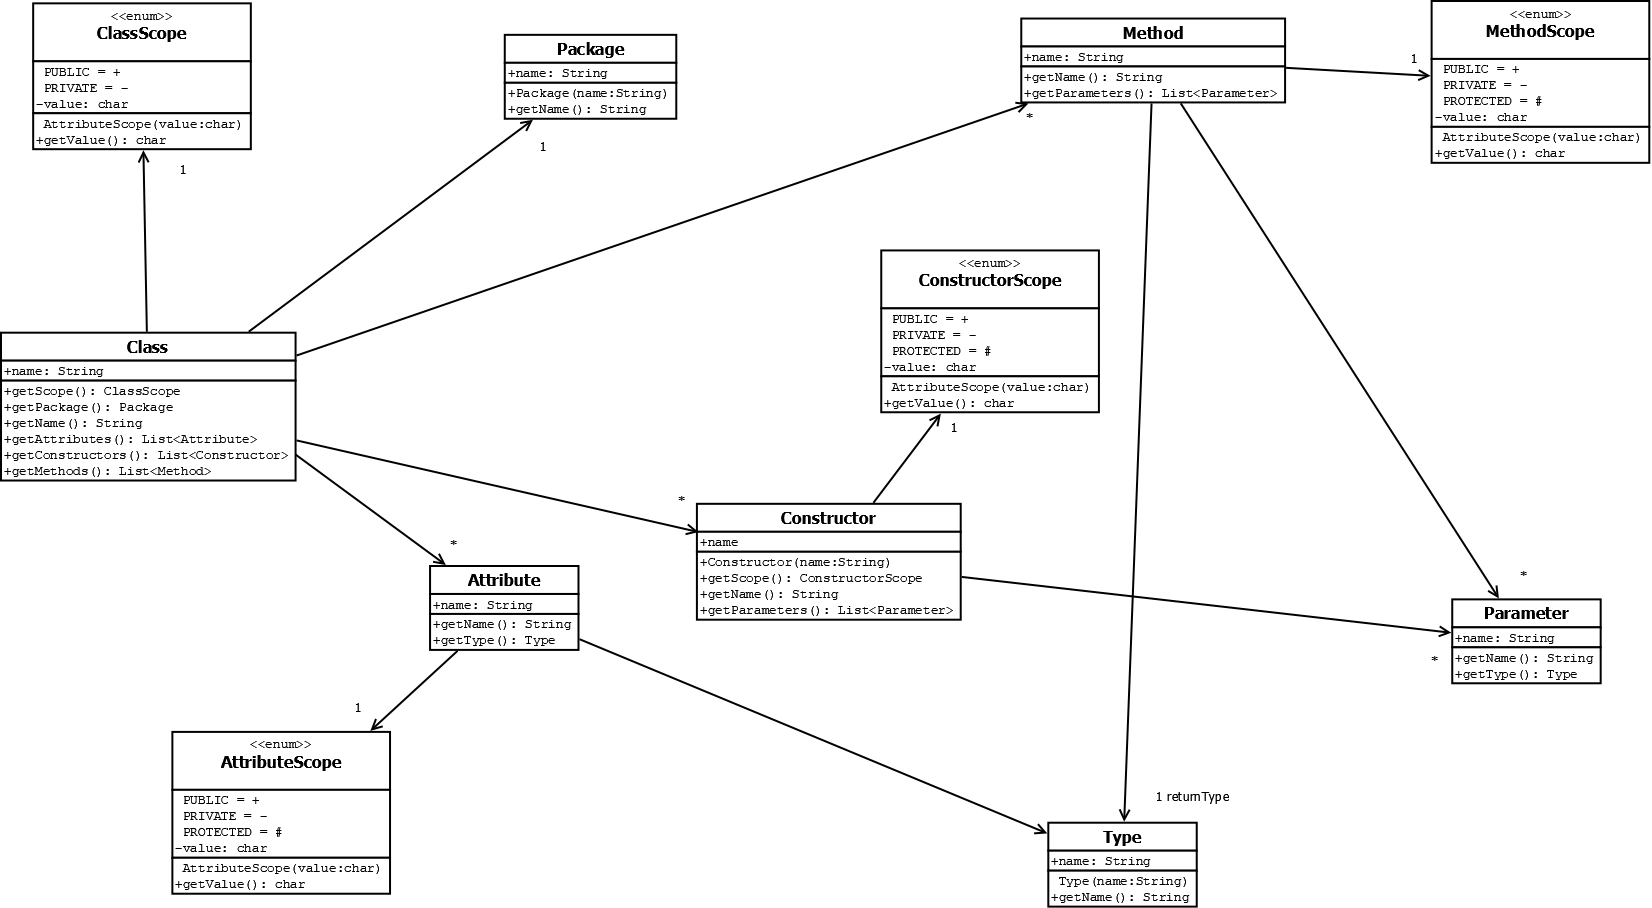 <<enum>>
ClassScope
PUBLIC = +
PRIVATE = -
-value: char
AttributeScope(value:char)
+getValue(): char
1
Package
+name: String
+Package(name:String)
+getName(): String
1
Method
+name: String
+getName(): String
+getParameters(): List<Parameter>
*
1
<<enum>>
MethodScope
PUBLIC = +
PRIVATE = -
PROTECTED = #
-value: char
AttributeScope(value:char)
+getValue(): char
<<enum>>
ConstructorScope
PUBLIC = +
PRIVATE = -
PROTECTED = #
-value: char
AttributeScope(value:char)
+getValue(): char
1
Class
+name: String
+getScope(): ClassScope
+getPackage(): Package
+getName(): String
+getAttributes(): List<Attribute>
+getConstructors(): List<Constructor>
+getMethods(): List<Method>
*
Constructor
+name
+Constructor(name:String)
+getScope(): ConstructorScope
+getName(): String
+getParameters(): List<Parameter>
*
Attribute
+name: String
+getName(): String
+getType(): Type
*
Parameter
+name: String
+getName(): String
+getType(): Type
*
1
<<enum>>
AttributeScope
PUBLIC = +
PRIVATE = -
PROTECTED = #
-value: char
AttributeScope(value:char)
+getValue(): char
1 returnType
Type
+name: String
Type(name:String)
+getName(): String